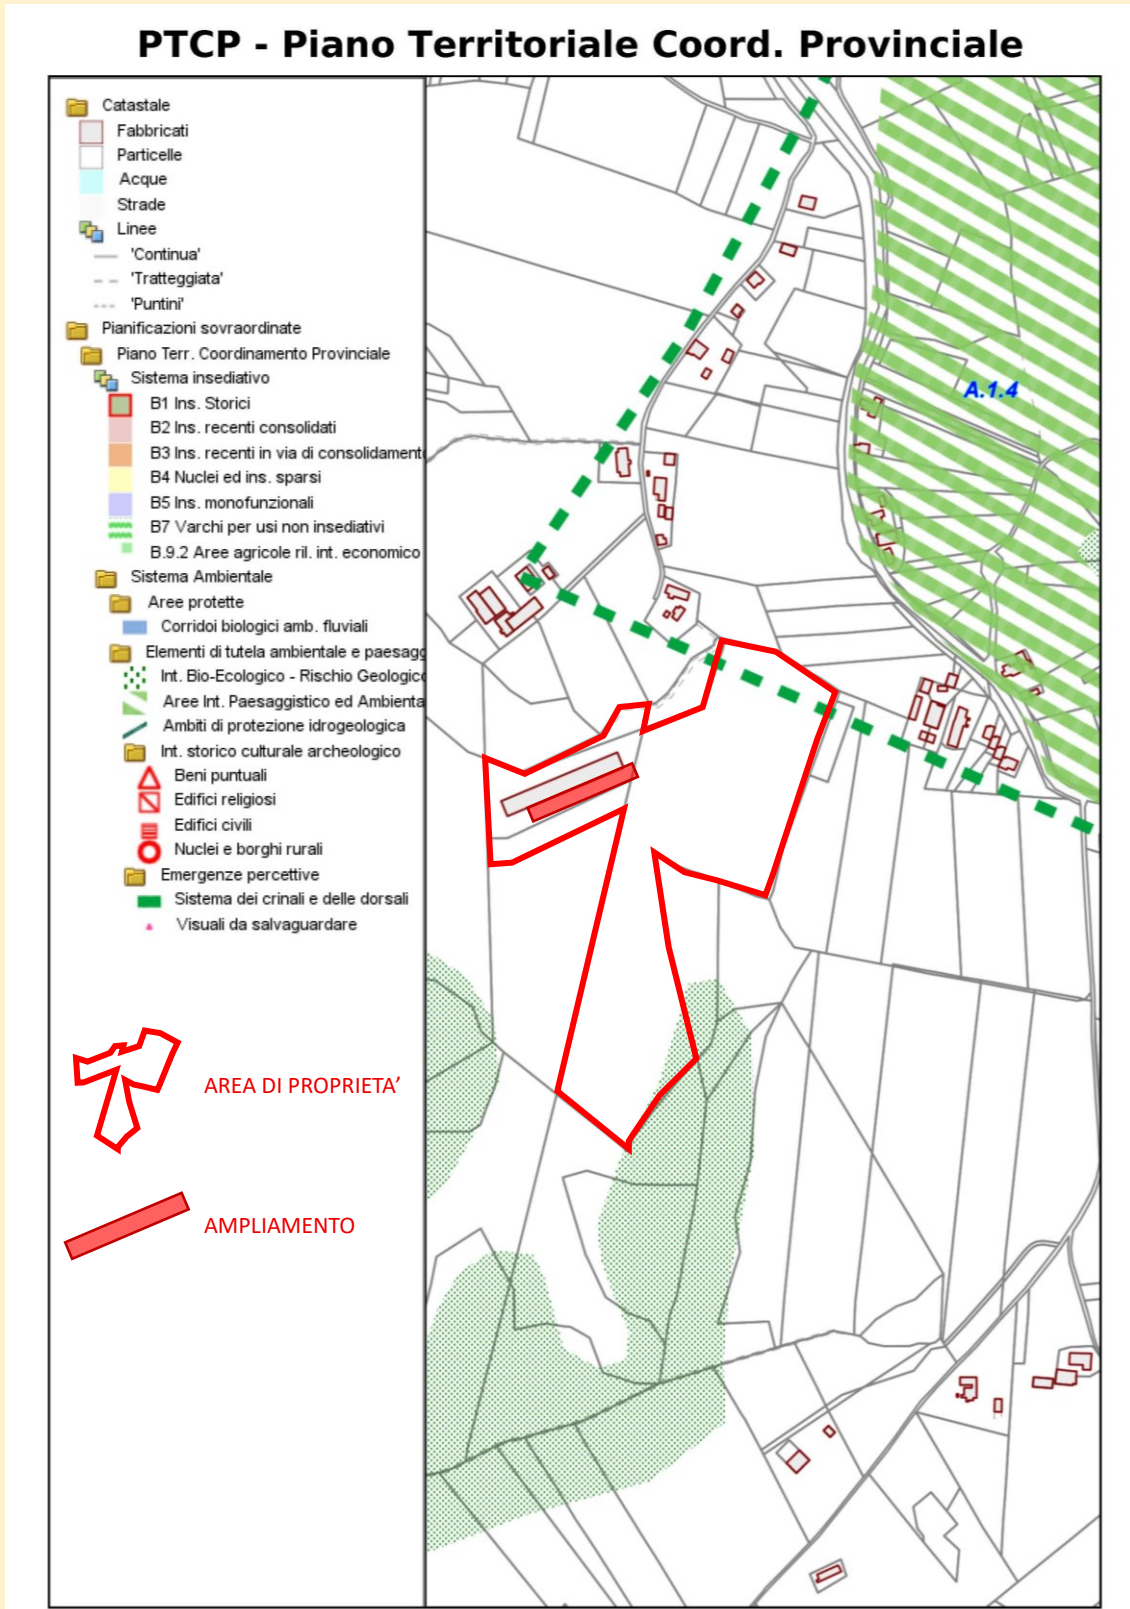 PTCP - Piano Territoriale Coord. Provinciale
Catastale
Fabbricati
Particelle
Acque
Strade
Linee
'Continua'
'Tratteggiata'
'Puntini'
Pianificazioni sovraordinate
Piano Terr. Coordinamento Provinciale
Sistema insediativo
B1 Ins. Storici
B2 Ins. recenti consolidati
B3 Ins. recenti in via di consolidament
B4 Nuclei ed ins. sparsi
B5 Ins. monofunzionali
B7 Varchi per usi non insediativi
B.9.2 Aree agricole ril. int. economico
Sistema Ambientale
Aree protette
Corridoi biologici amb. fluviali
Elementi di tutela ambientale e paesagg
Int. Bio-Ecologico - Rischio Geologico
Aree Int. Paesaggistico ed Ambienta
Ambiti di protezione idrogeologica
Int. storico culturale archeologico
Beni puntuali
Edifici religiosi
Edifici civili
Nuclei e borghi rurali
Emergenze percettive
Sistema dei crinali e delle dorsali
Visuali da salvaguardare
AREA DI PROPRIETA'
AMPLIAMENTO
A.1.4